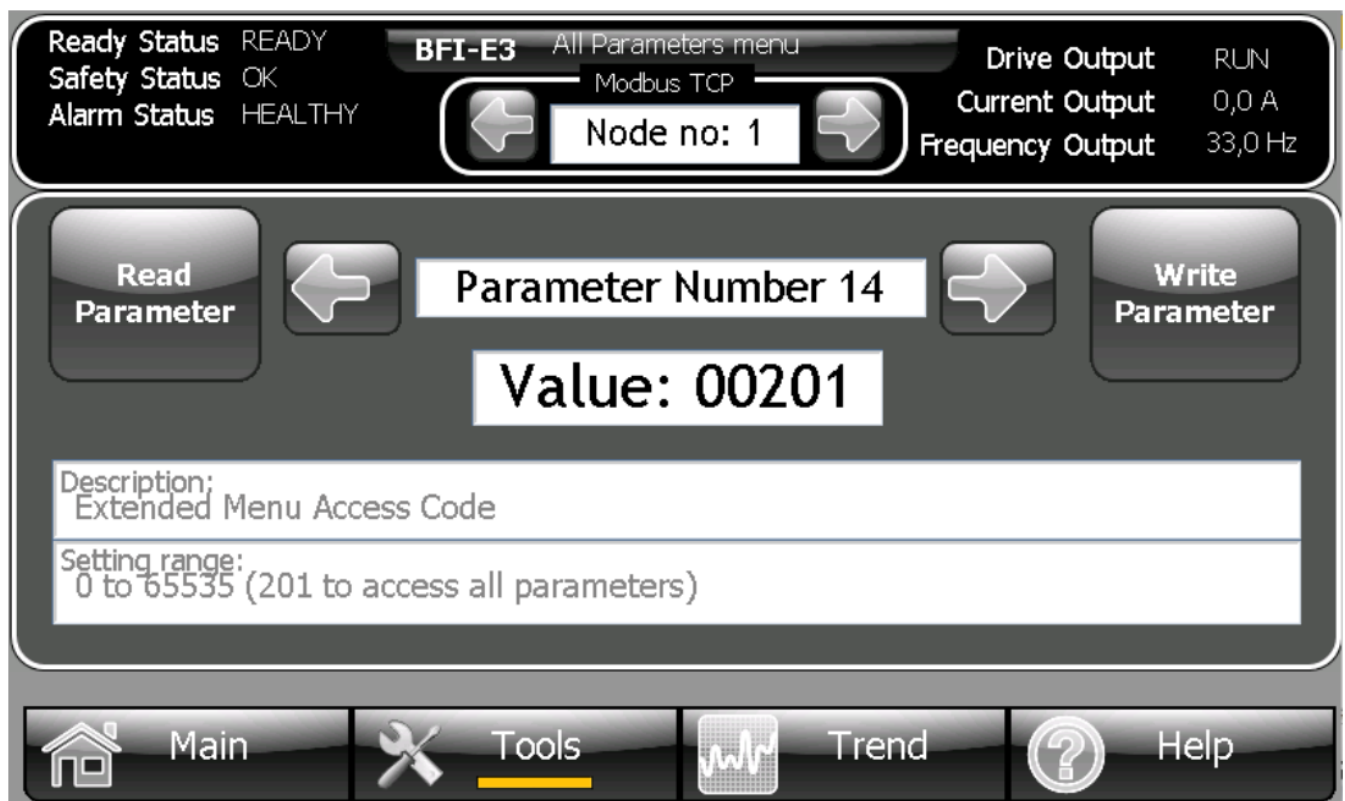 Ready Status READY
Safety Status OK
Alarm Status HEALTHY
BFI-E3 All Parameters menu
Modbus TCP
Node no: 1
Drive Output RUN
Current Output 0,0 A
Frequency Output 33,0 Hz
Read
Parameter
Parameter Number 14
Write
Parameter
Value: 00201
Description;
Extended Menu Access Code
Setting range:
0 to 65535 (201 to access all parameters)
Main
Tools
Trend
Help